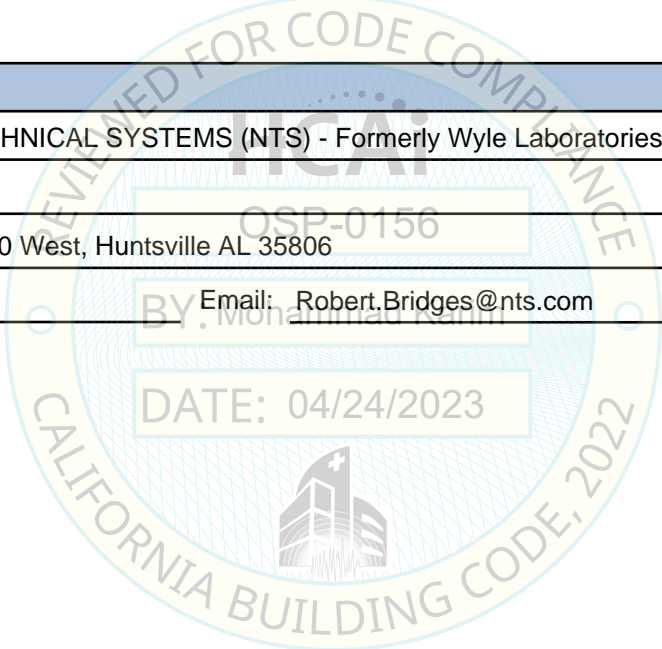 REVIEWED FOR CODE COMPLIANCE
HCAi
HNICAL SYSTEMS (NTS) - Formerly Wyle Laboratories
OSP-0156
0 West, Huntsville AL 35806
Email: Robert.Bridges@nts.com
BY: Mohammad Karim
DATE: 04/24/2023
CALIFORNIA BUILDING CODE, 2022